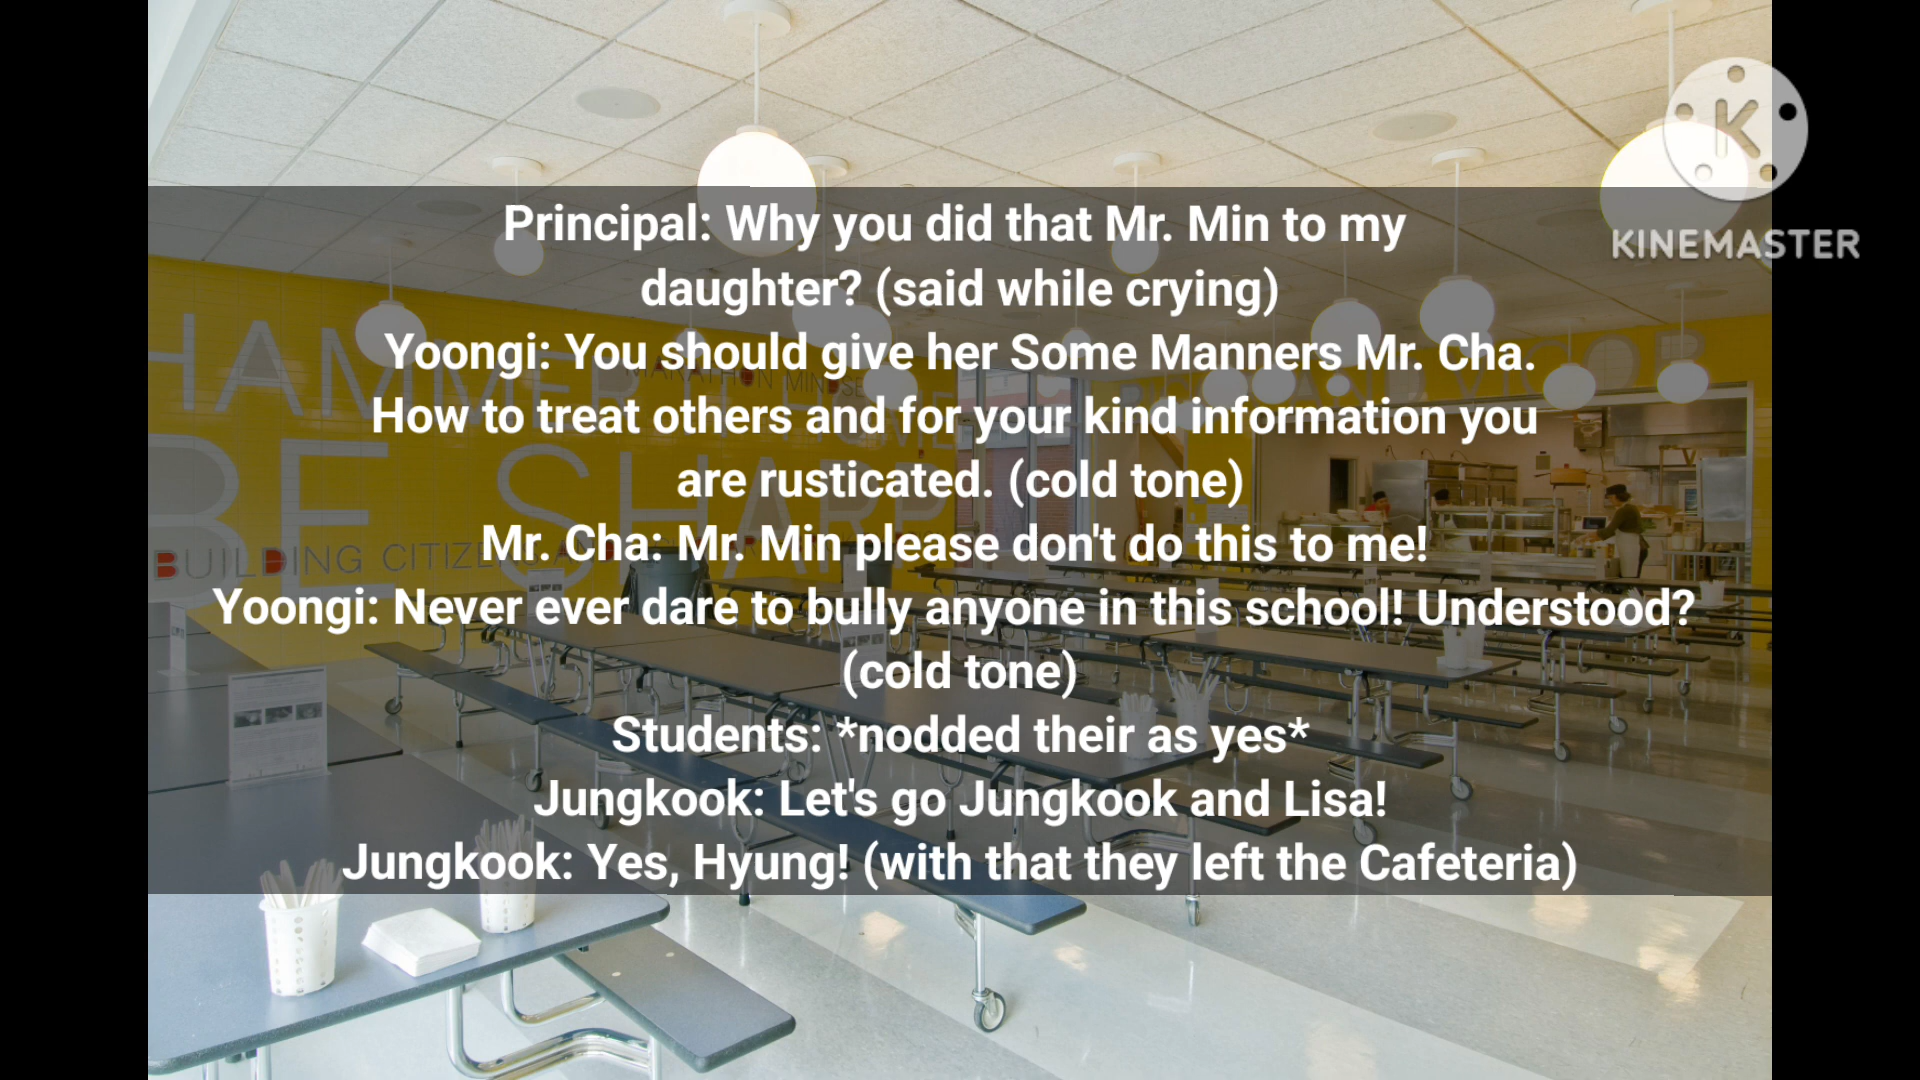 K
KINEMASTER
Principal: Why you did that Mr. Min to my
daughter? (said while crying)
Yoongi: You should give her Some Manners Mr. Cha.
How to treat others and for your kind information you
are rusticated. (cold tone)
Mr. Cha: Mr. Min please don't do this to me!
Yoongi: Never ever dare to bully anyone in this school! Understood?
(cold tone)
Students: *nodded their as yes*
Jungkook: Let's go Jungkook and Lisa!
Jungkook: Yes, Hyung! (with that they left the Cafeteria)
HAMMER
MARATHON
BE SHARP
BUILDING